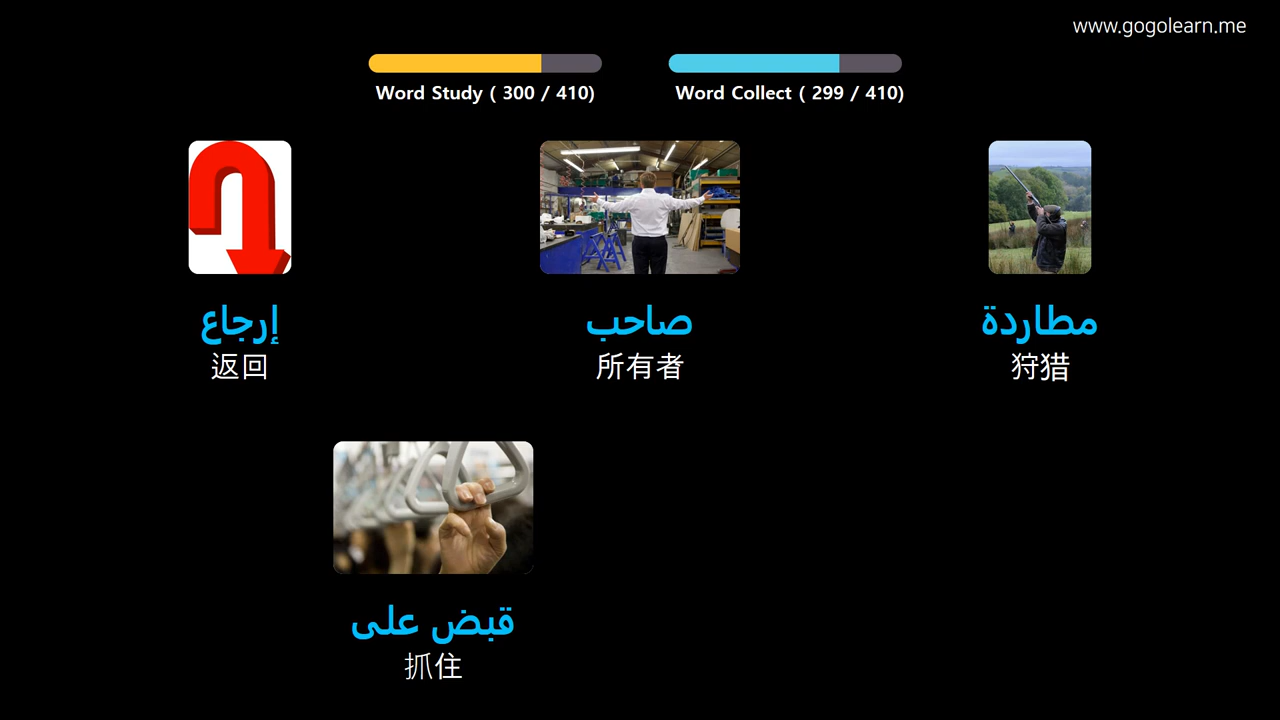 www.gogolearn.me
Word Study ( 300 / 410)
Word Collect ( 299 / 410)
إرجاع
返回
صاحب
所有者
مطاردة
狩猎
قبض على
抓住